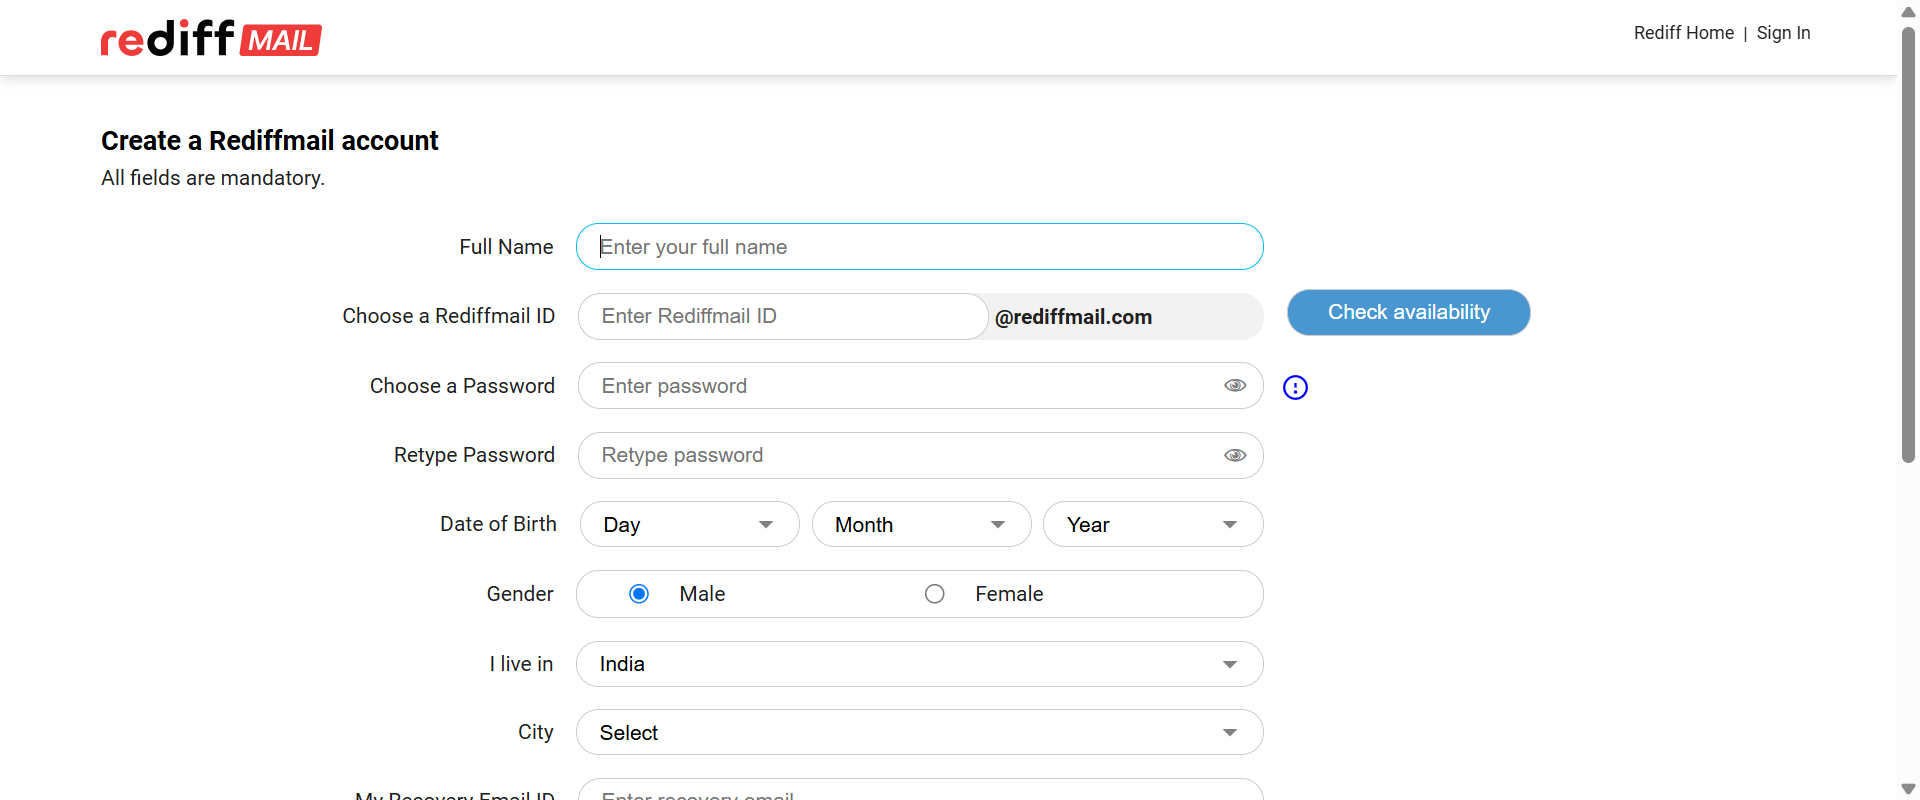 rediff MAIL
Rediff Home | Sign In
Create a Rediffmail account
All fields are mandatory.
Full Name Enter your full name
Choose a Rediffmail ID Enter Rediffmail ID @rediffmail.com Check availability
Choose a Password Enter password
Retype Password Retype password
Date of Birth Day Month Year
Gender Male Female
I live in India
City Select
My Recovery Email ID Enter recovery email